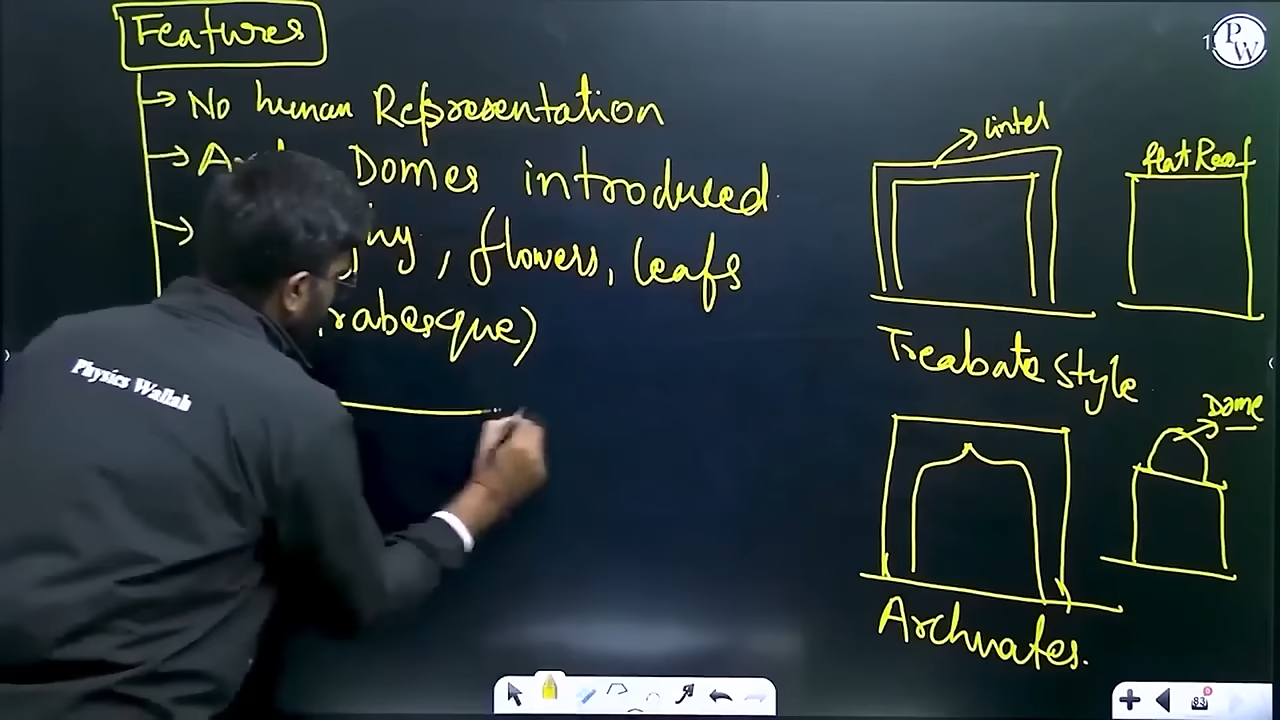 Features
→ No human Representation
→ Domes introduced
→ , flowers, leafs
rabesque)
Physics Wallah
lintel
flat Roof
Treabate Style
Dome
Archuates.
PW
83